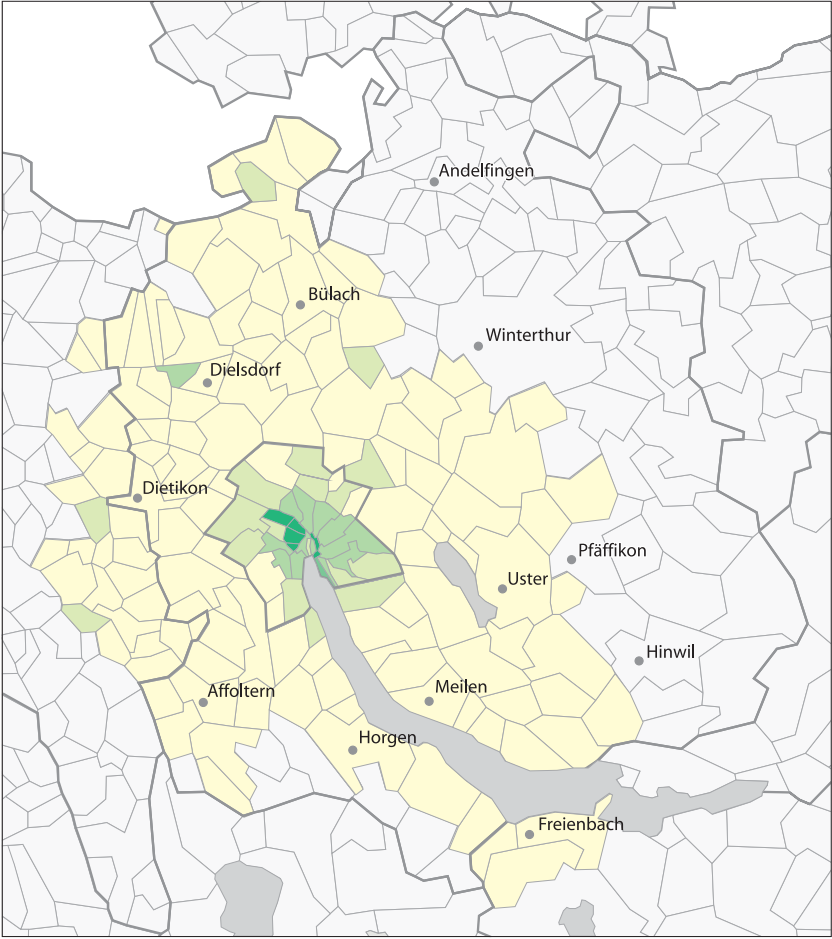 Andelfingen
Bülach
Winterthur
Dielsdorf
Dietikon
Pfäffikon
Uster
Hinwil
Affoltern
Meilen
Horgen
Freienbach